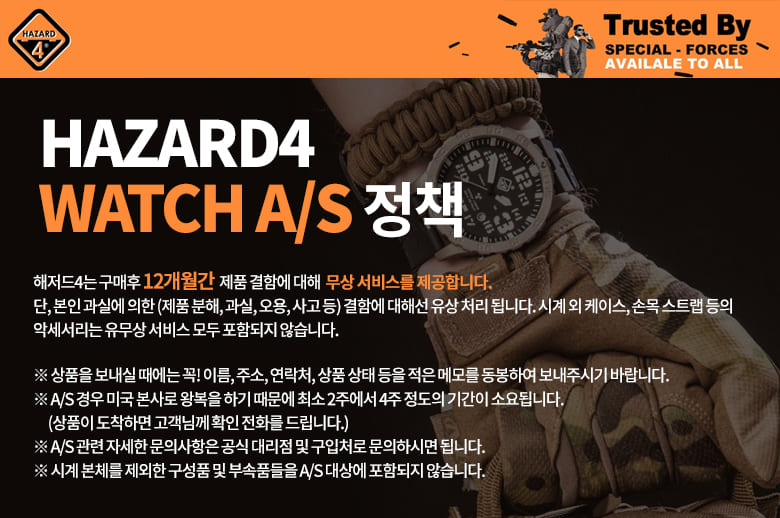 HAZARD
4
Trusted By
SPECIAL - FORCES
AVAILALE TO ALL
HAZARD4
WATCH A/S 정책
해저드4는 구매후 12개월간 제품 결함에 대해 무상 서비스를 제공합니다.
단, 본인 과실에 의한 (제품 분해, 과실, 오용, 사고 등) 결함에 대해선 유상 처리 됩니다. 시계 외 케이스, 손목 스트랩 등의
악세서리는 유무상 서비스 모두 포함되지 않습니다.
※ 상품을 보내실 때에는 꼭! 이름, 주소, 연락처, 상품 상태 등을 적은 메모를 동봉하여 보내주시기 바랍니다.
※ A/S 경우 미국 본사로 왕복을 하기 때문에 최소 2주에서 4주 정도의 기간이 소요됩니다.
(상품이 도착하면 고객님께 확인 전화를 드립니다.)
※ A/S 관련 자세한 문의사항은 공식 대리점 및 구입처로 문의하시면 됩니다.
※ 시계 본체를 제외한 구성품 및 부속품들을 A/S 대상에 포함되지 않습니다.